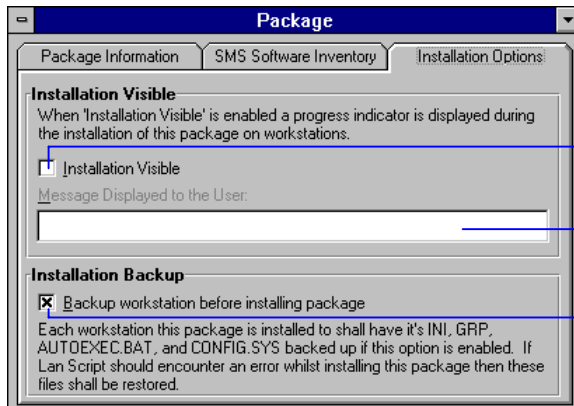 Package
Package Information
SMS Software Inventory
Installation Options
Installation Visible
When 'Installation Visible' is enabled a progress indicator is displayed during
the installation of this package on workstations.
Installation Visible
Message Displayed to the User:
Installation Backup
Backup workstation before installing package
Each workstation this package is installed to shall have it's INI, GRP,
AUTOEXEC.BAT, and CONFIG.SYS backed up if this option is enabled. If
Lan Script should encounter an error whilst installing this package then these
files shall be restored.